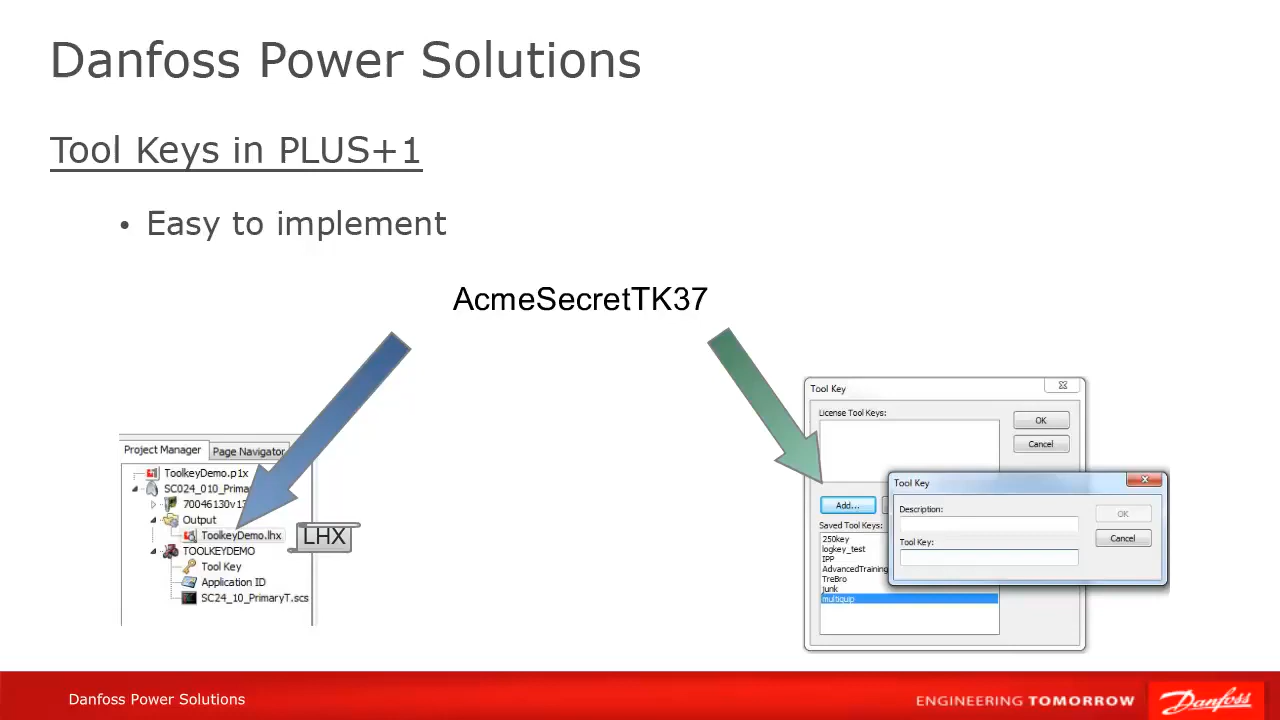 Danfoss Power Solutions
Tool Keys in PLUS+1
• Easy to implement
AcmeSecretTK37
Project Manager
Page Navigator
ToolkeyDemo.p1x
SC024_010_Prima
Output
ToolkeyDemo.lhx
LHX
TOOLKEYDEMO
Tool Key
Application ID
SC24_10_PrimaryT.scs
Tool Key
License Tool Keys:
OK
Cancel
Add...
Saved Tool Keys:
250key
logkey_test
IPP
AdvancedTraining
TreBro
junk
multiquip
Tool Key
Description:
OK
Tool Key:
Cancel
Danfoss Power Solutions
ENGINEERING TOMORROW
Danfoss